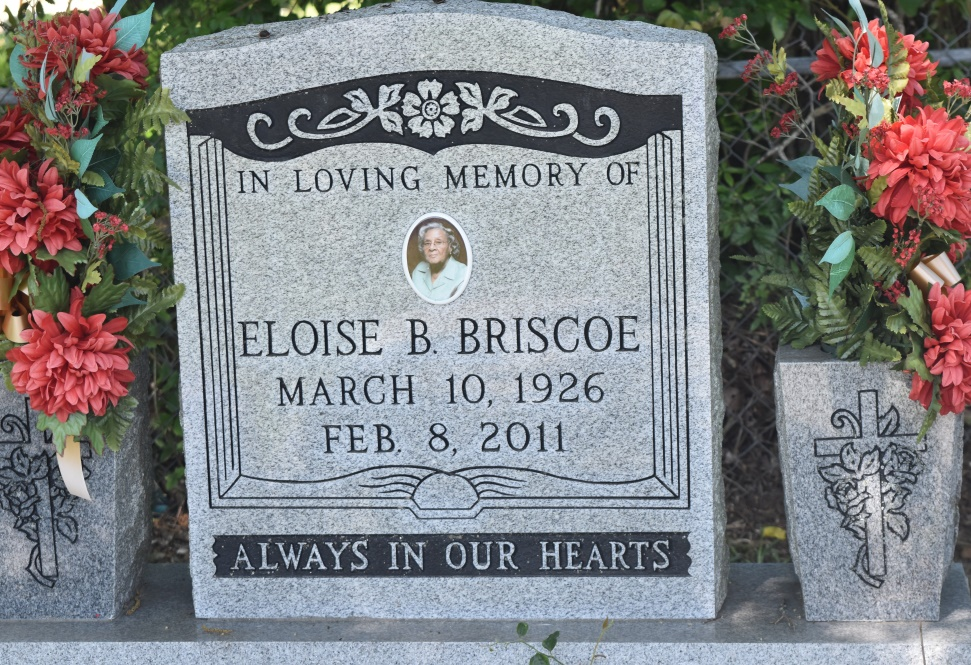 IN LOVING MEMORY OF
ELOISE B. BRISCOE
MARCH 10, 1926
FEB. 8, 2011
ALWAYS IN OUR HEARTS